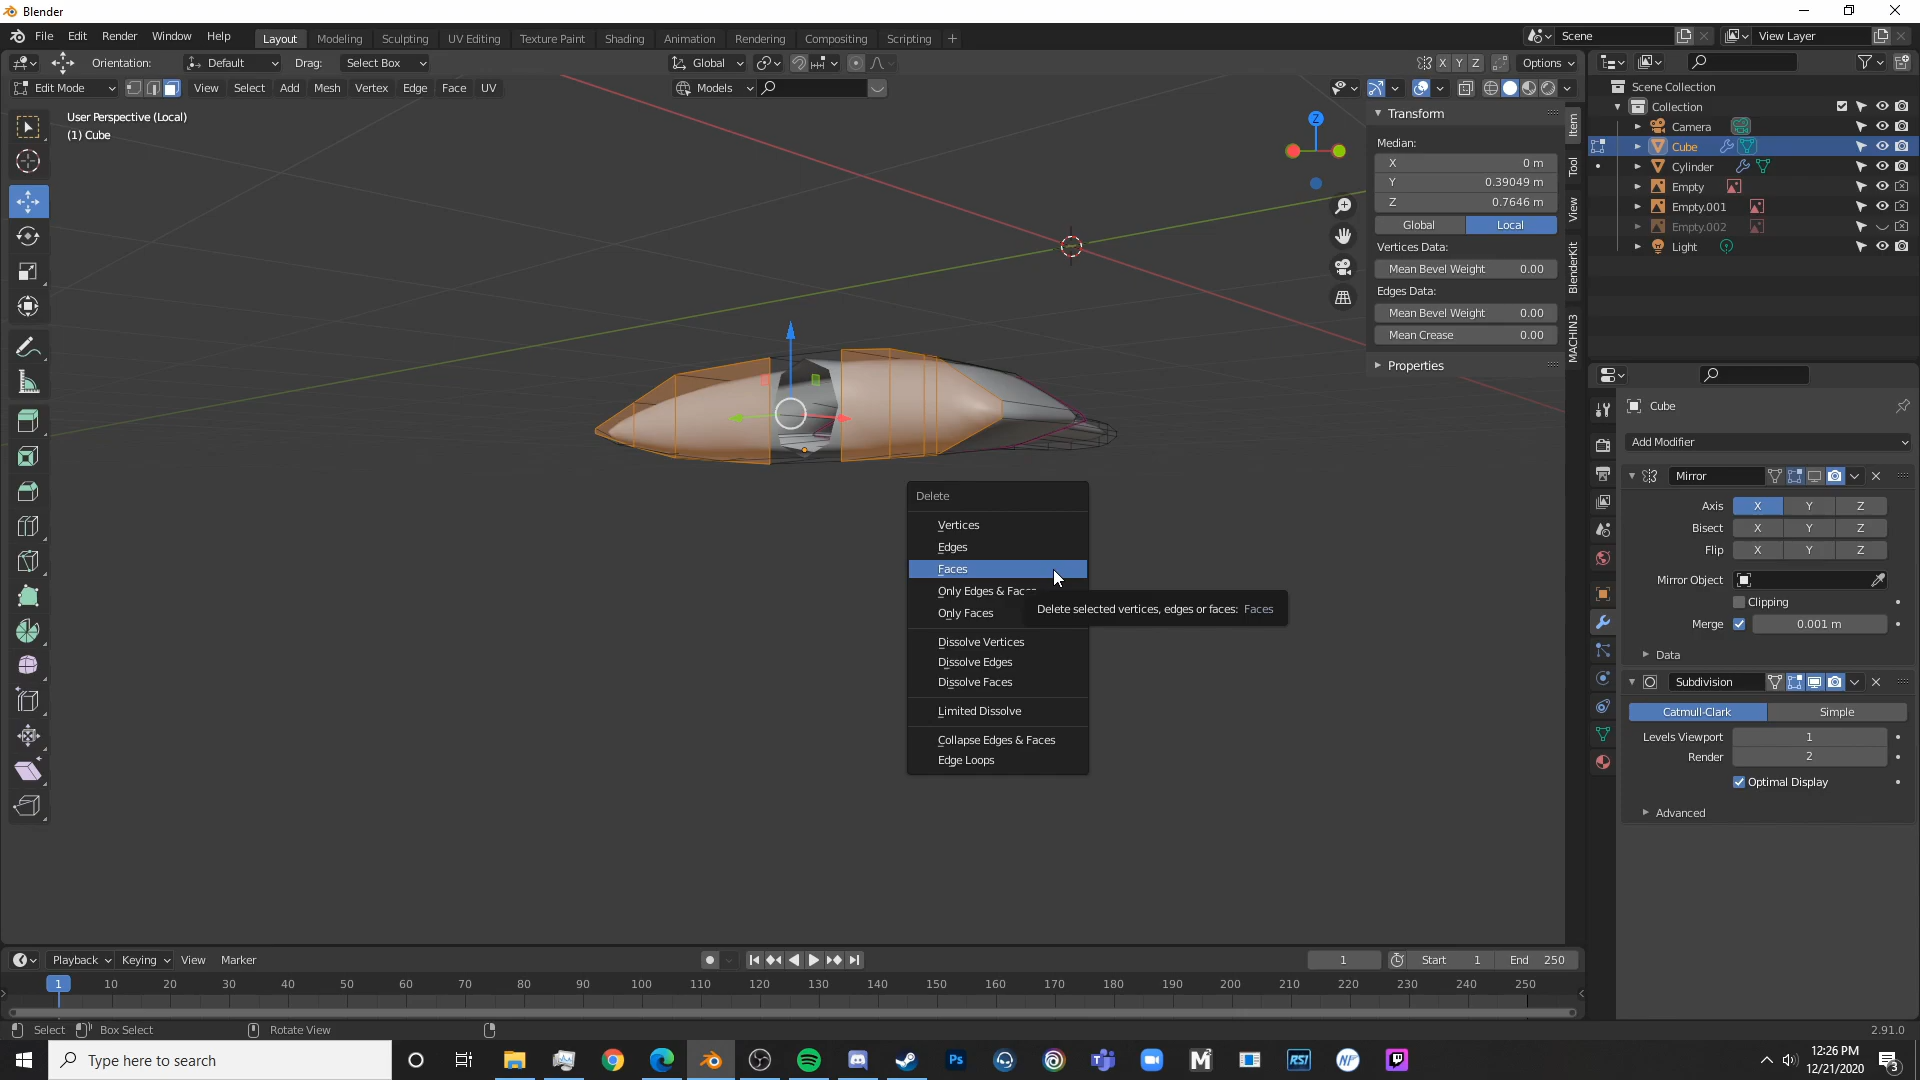 Blender
File Edit Render Window Help
Layout Modeling Sculpting UV Editing Texture Paint Shading Animation Rendering Compositing Scripting
Scene
View Layer
Orientation: Default Drag: Select Box
Global
X Y Z Options
Edit Mode View Select Add Mesh Vertex Edge Face UV
Models
User Perspective (Local)
(1) Cube
Z
Transform
Median:
X 0 m
Y 0.39049 m
Z 0.7646 m
Global Local
Vertices Data:
Mean Bevel Weight 0.00
Edges Data:
Mean Bevel Weight 0.00
Mean Crease 0.00
Properties
Item
Tool
View
BlenderKit
MACHIN3
Scene Collection
Collection
Camera
Cube
Cylinder
Empty
Empty.001
Empty.002
Light
Cube
Add Modifier
Mirror
Axis X Y Z
Bisect X Y Z
Flip X Y Z
Mirror Object
Clipping
Merge 0.001 m
Data
Subdivision
Catmull-Clark Simple
Levels Viewport 1
Render 2
Optimal Display
Advanced
Delete
Vertices
Edges
Faces
Only Edges & Faces
Only Faces
Dissolve Vertices
Dissolve Edges
Dissolve Faces
Limited Dissolve
Collapse Edges & Faces
Edge Loops
Delete selected vertices, edges or faces: Faces
Playback Keying View Marker
1 Start 1 End 250
1 10 20 30 40 50 60 70 80 90 100 110 120 130 140 150 160 170 180 190 200 210 220 230 240 250
Select Box Select Rotate View
2.91.0
Type here to search
Ps
M
RSI
NP
12:26 PM
12/21/2020
3